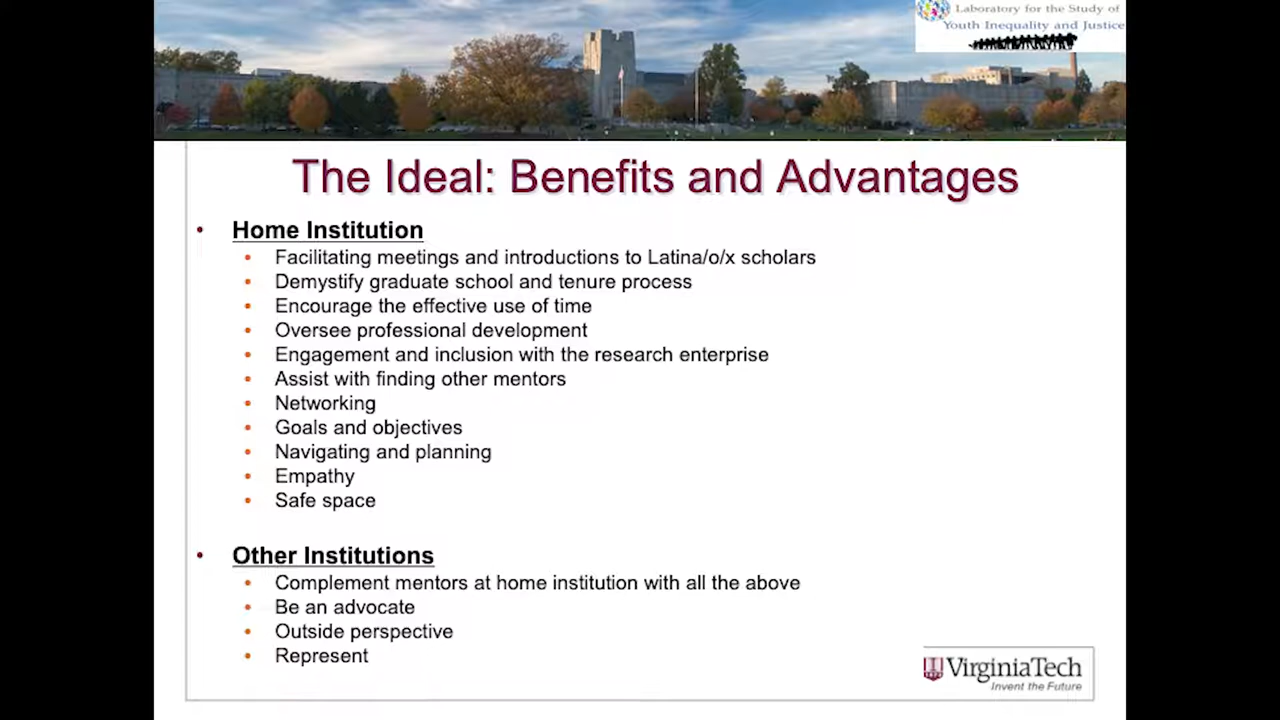 Laboratory for the Study of
Youth Inequality and Justice
The Ideal: Benefits and Advantages
• Home Institution
• Facilitating meetings and introductions to Latina/o/x scholars
• Demystify graduate school and tenure process
• Encourage the effective use of time
• Oversee professional development
• Engagement and inclusion with the research enterprise
• Assist with finding other mentors
• Networking
• Goals and objectives
• Navigating and planning
• Empathy
• Safe space
• Other Institutions
• Complement mentors at home institution with all the above
• Be an advocate
• Outside perspective
• Represent
VirginiaTech
Invent the Future